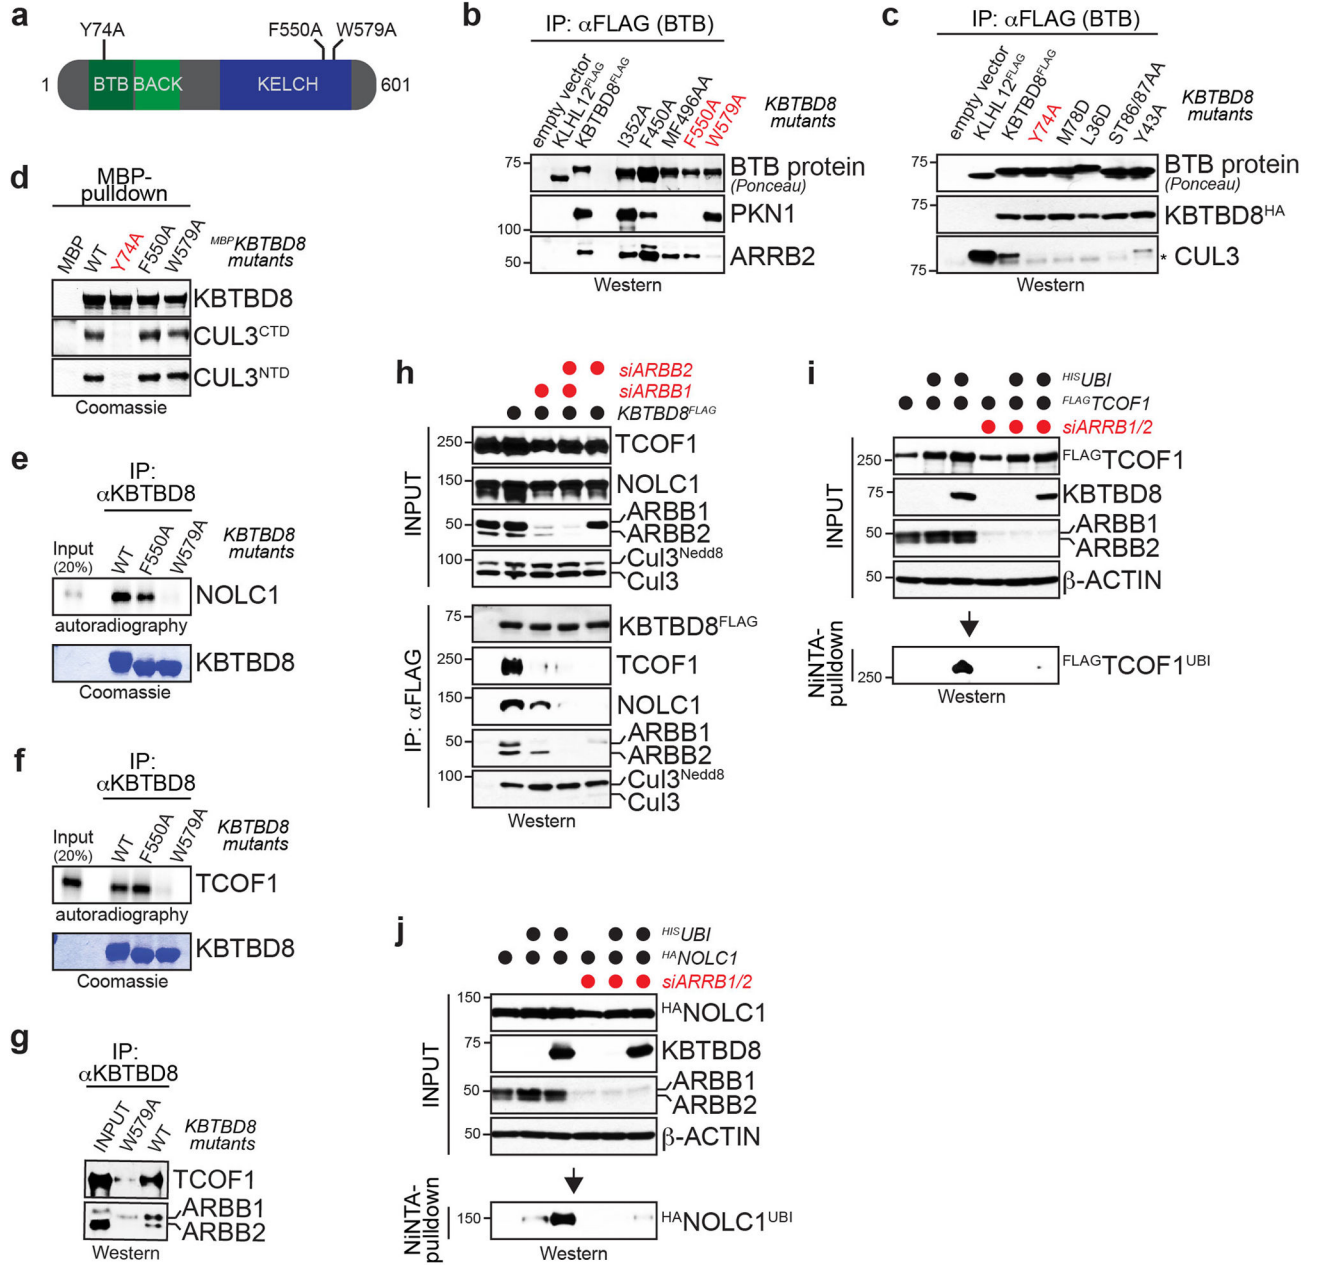 a
Y74A
F550A
W579A
1
BTB
BACK
KELCH
601
b
IP: αFLAG (BTB)
empty vector
KLHL12FLAG
KBTBD8FLAG
I352A
F450A
MF496AA
F550A
W579A
KBTBD8
mutants
75
BTB protein
(Ponceau)
PKN1
100
50
ARRB2
Western
c
IP: αFLAG (BTB)
empty vector
KLHL12FLAG
KBTBD8FLAG
Y74A
M78D
L36D
ST86/87AA
Y43A
KBTBD8
mutants
75
BTB protein
(Ponceau)
75
KBTBD8HA
75
* CUL3
Western
d
MBP-
pulldown
MBP
WT
Y74A
F550A
W579A
MBPKBTBD8
mutants
KBTBD8
CUL3CTD
CUL3NTD
Coomassie
e
IP:
αKBTBD8
Input
(20%)
WT
F550A
W579A
KBTBD8
mutants
NOLC1
autoradiography
KBTBD8
Coomassie
f
IP:
αKBTBD8
Input
(20%)
WT
F550A
W579A
KBTBD8
mutants
TCOF1
autoradiography
KBTBD8
Coomassie
g
IP:
αKBTBD8
INPUT
W579A
WT
KBTBD8
mutants
TCOF1
ARBB1
ARBB2
Western
h
siARBB2
siARBB1
KBTBD8FLAG
INPUT
250
TCOF1
150
NOLC1
50
ARBB1
ARBB2
100
Cul3Nedd8
Cul3
IP: αFLAG
75
KBTBD8FLAG
250
TCOF1
150
NOLC1
50
ARBB1
ARBB2
100
Cul3Nedd8
Cul3
Western
i
HISUBI
FLAGTCOF1
siARRB1/2
INPUT
250
FLAGTCOF1
75
KBTBD8
50
ARBB1
ARBB2
50
β-ACTIN
NiNTA-
pulldown
250
FLAGTCOF1UBI
Western
j
HISUBI
HANOLC1
siARRB1/2
INPUT
150
HANOLC1
75
KBTBD8
50
ARBB1
ARBB2
50
β-ACTIN
NiNTA-
pulldown
150
HANOLC1UBI
Western